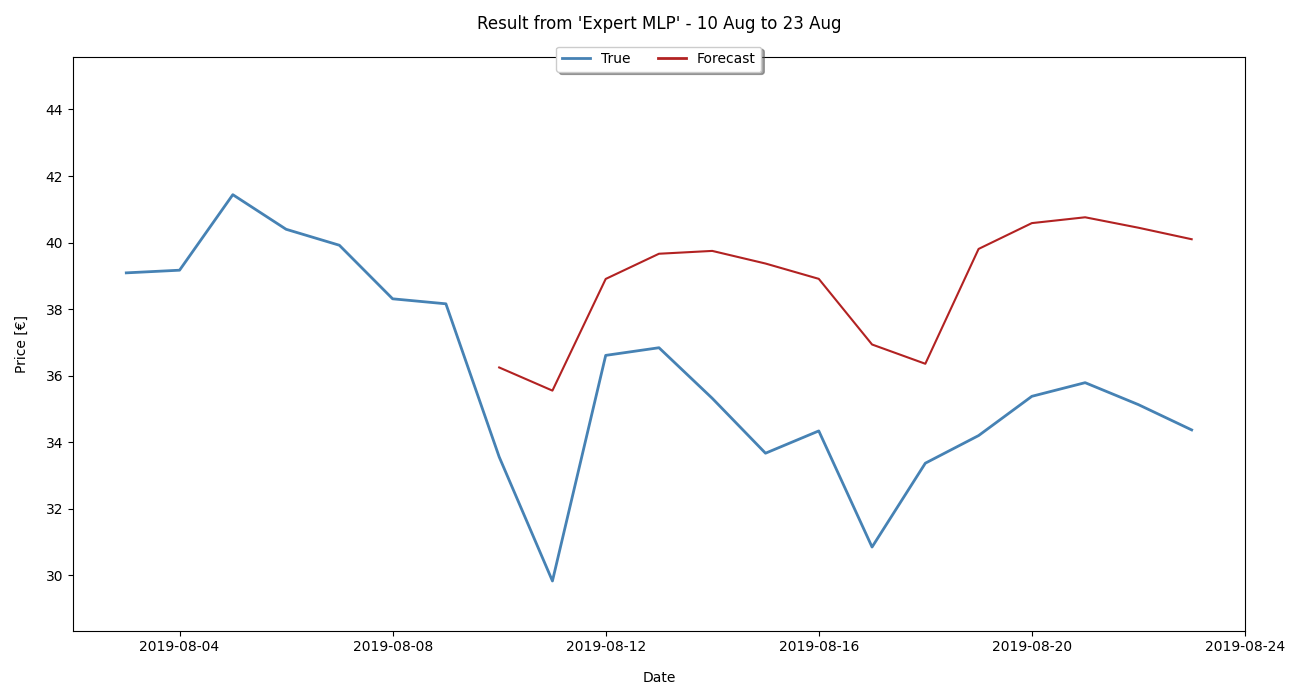 Result from 'Expert MLP' - 10 Aug to 23 Aug
True Forecast
Price [€]
44
42
40
38
36
34
32
30
2019-08-04 2019-08-08 2019-08-12 2019-08-16 2019-08-20 2019-08-24
Date